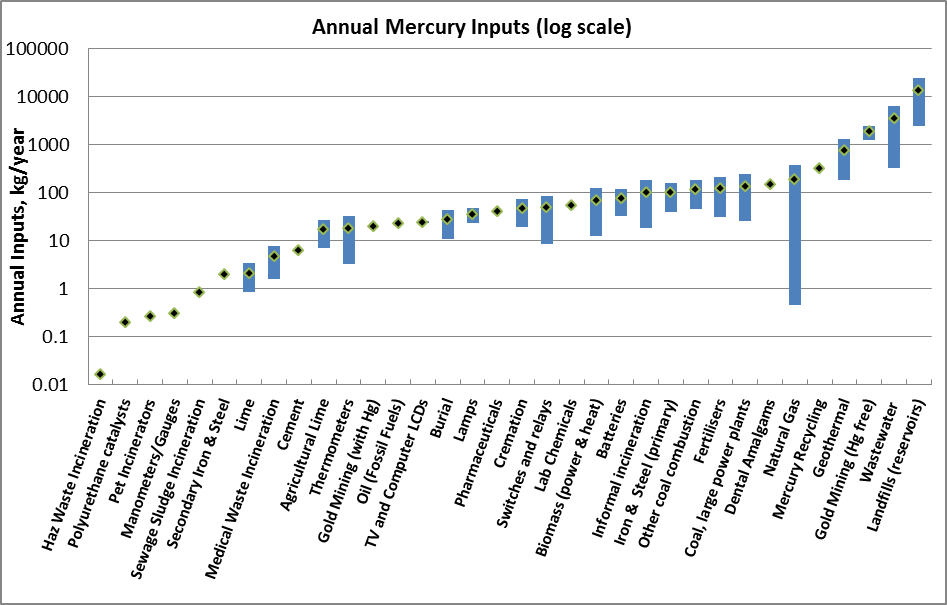 Annual Mercury Inputs (log scale)
Annual Inputs, kg/year
100000
10000
1000
100
10
1
0.1
0.01
Haz Waste Incineration
Polyurethane catalysts
Pet Incinerators
Manometers/Gauges
Sewage Sludge Incineration
Secondary Iron & Steel
Lime
Medical Waste Incineration
Cement
Agricultural Lime
Thermometers
Gold Mining (with Hg)
Oil (Fossil Fuels)
TV and Computer LCDs
Burial
Lamps
Pharmaceuticals
Cremation
Switches and relays
Lab Chemicals
Biomass (power & heat)
Batteries
Informal incineration
Iron & Steel (primary)
Other coal combustion
Fertilisers
Coal, large power plants
Dental Amalgams
Natural Gas
Mercury Recycling
Geothermal
Gold Mining (Hg free)
Wastewater
Landfills (reservoirs)